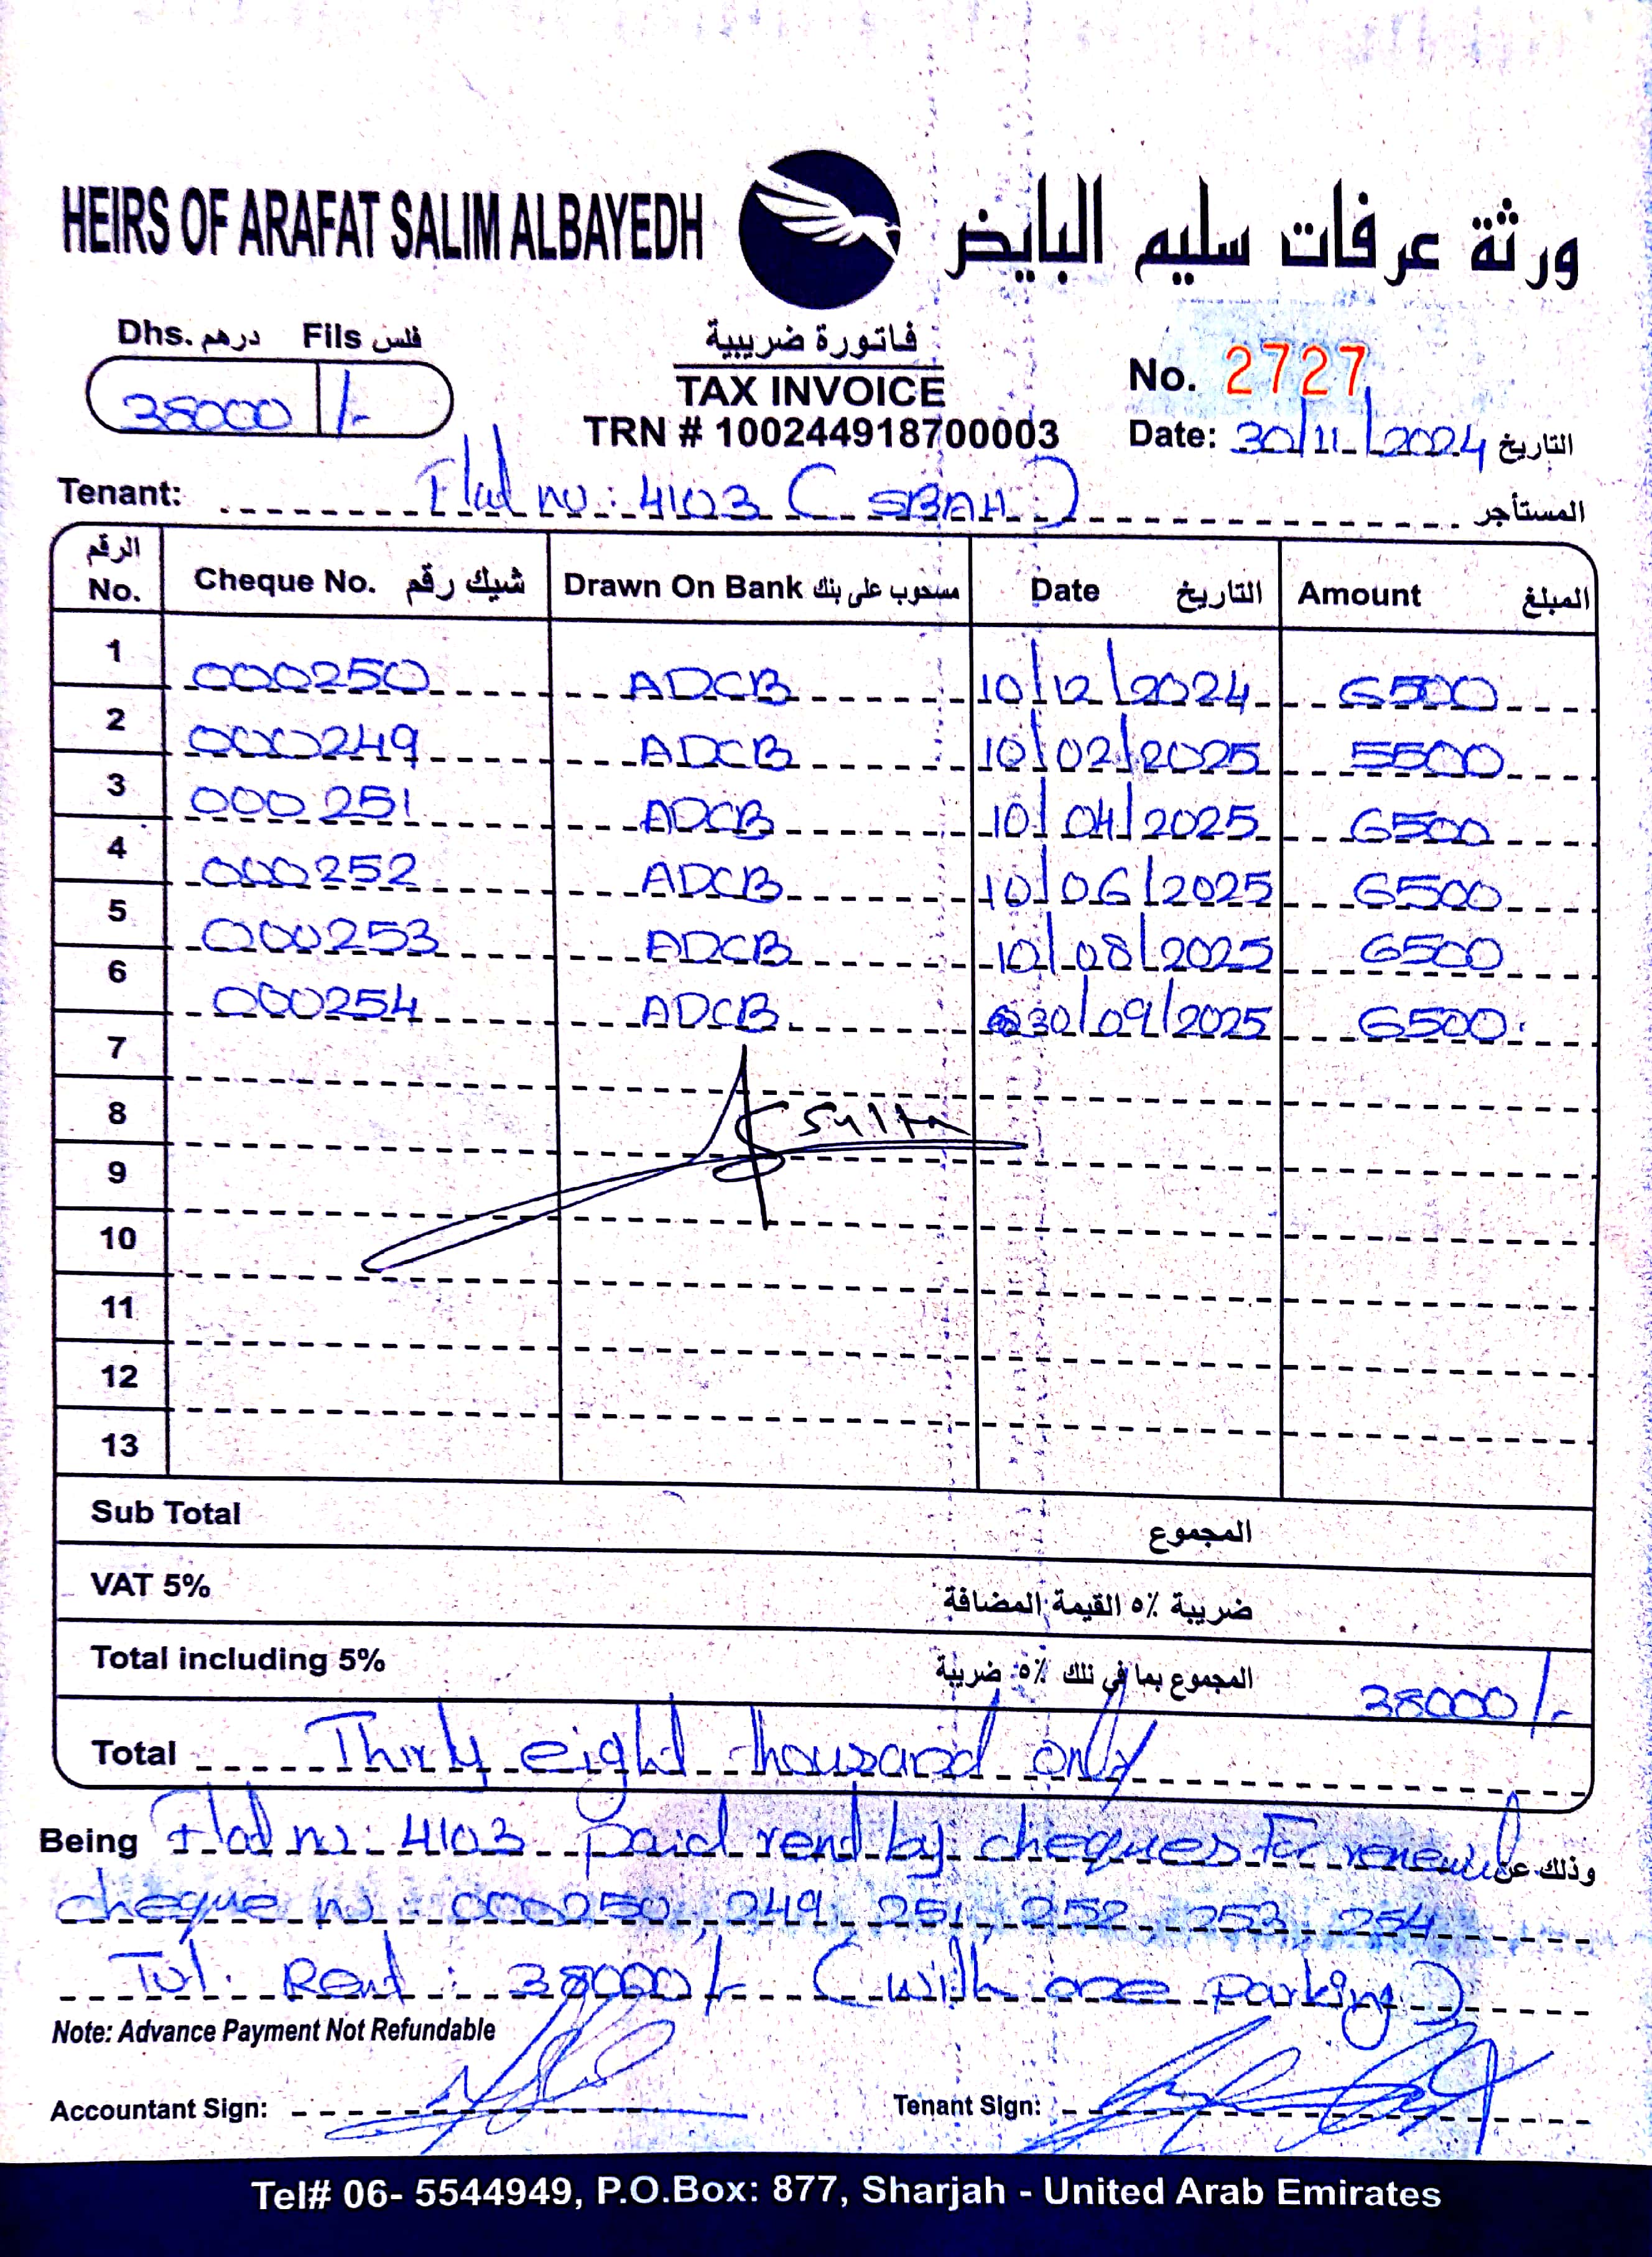 HEIRS OF ARAFAT SALIM ALBAYEDH ورثة عرفات سليم البايض
Dhs. درهم Fils فلس
38000 /-
فاتورة ضريبية
TAX INVOICE
TRN # 100244918700003
No. 2727
Date: 30/11/2024 التاريخ
Tenant: Flat no: 4103 (SBAH) المستأجر
الرقم No. Cheque No. شيك رقم Drawn On Bank مسحوب على بنك Date التاريخ Amount المبلغ
1 000250 ADCB 10/12/2024 6500
2 000249 ADCB 10/02/2025 5500
3 000251 ADCB 10/04/2025 6500
4 000252 ADCB 10/06/2025 6500
5 000253 ADCB 10/08/2025 6500
6 000254 ADCB 30/09/2025 6500
7
8
9
10
11
12
13
Sub Total المجموع
VAT 5% ضريبة ٥٪ القيمة المضافة
Total including 5% المجموع بما في ذلك ٥٪ ضريبة 38000/-
Total Thirty eight thousand only
Being Flat no: 4103 paid rent by cheques For renewal وذلك عن
cheque no: 000250, 249, 251, 252, 253, 254
Tot. Rent: 38000/- (with one parking)
Note: Advance Payment Not Refundable
Accountant Sign: Tenant Sign:
Tel# 06- 5544949, P.O.Box: 877, Sharjah - United Arab Emirates